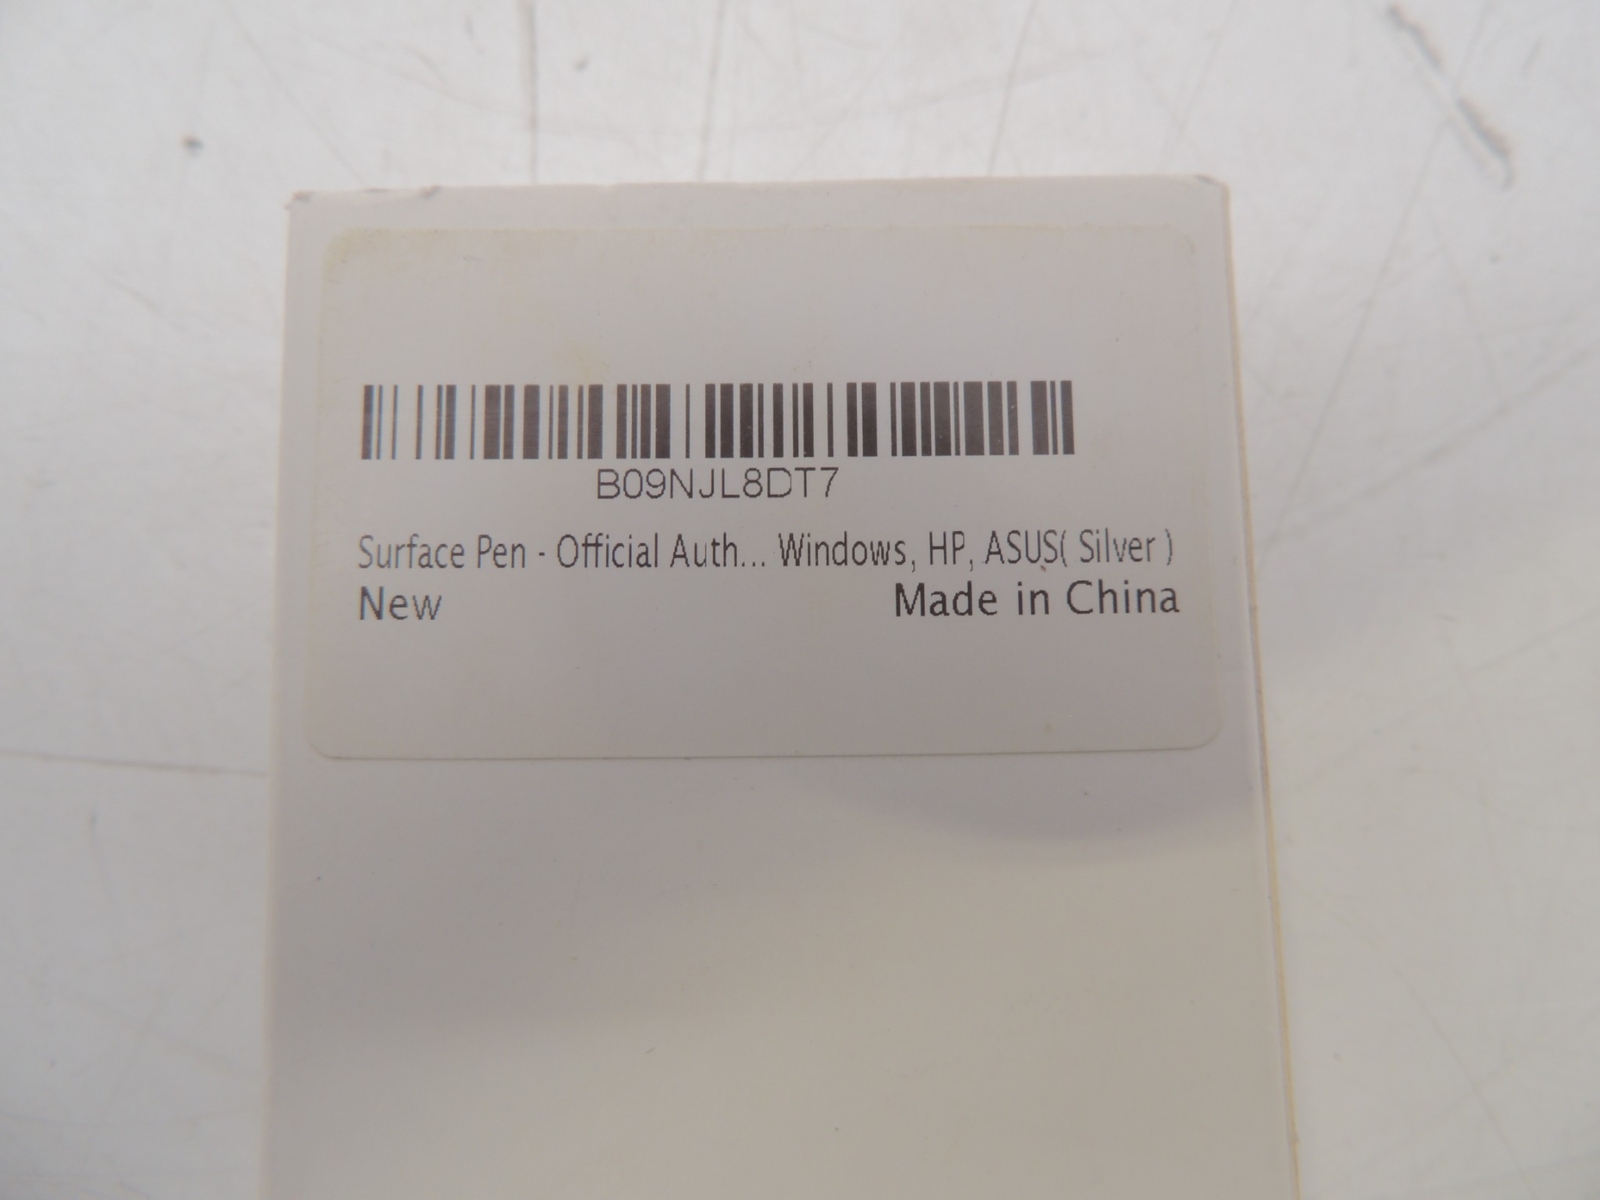 B09NJL8DT7
Surface Pen - Official Auth... Windows, HP, ASUS( Silver )
New Made in China